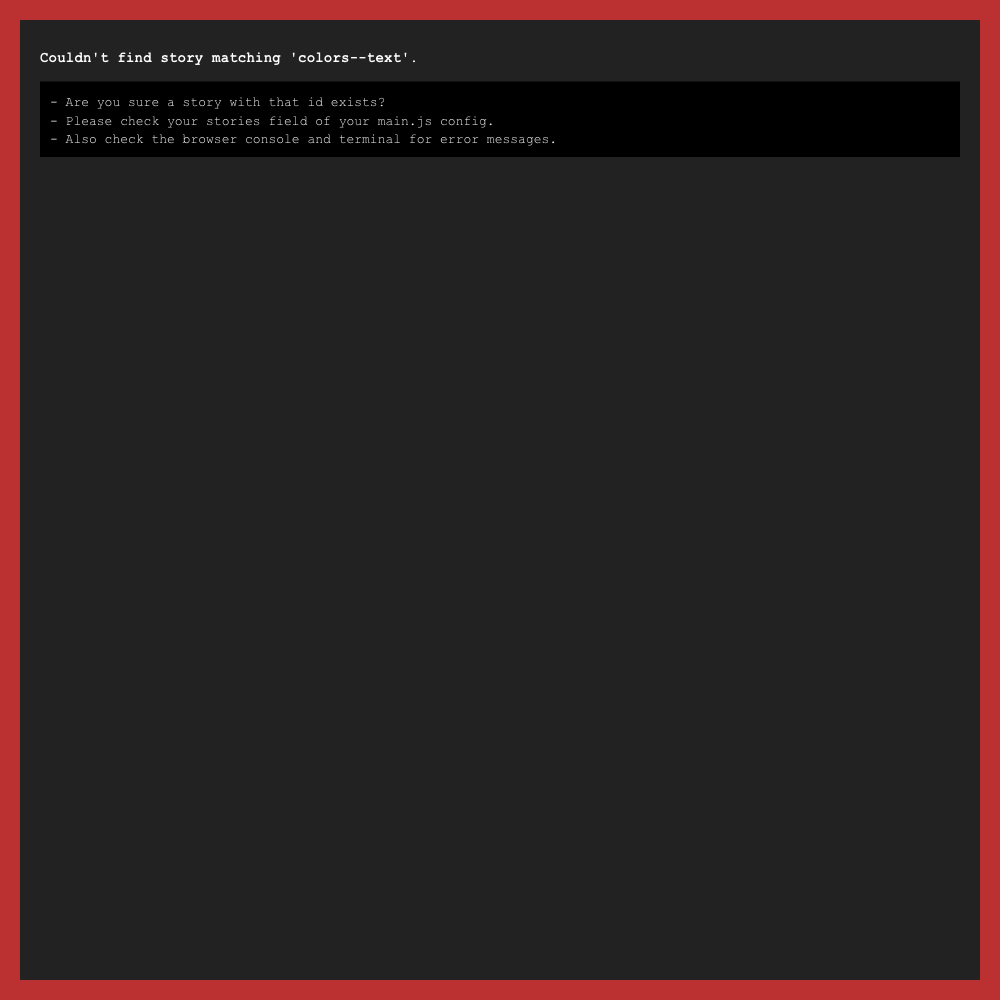 Couldn't find story matching 'colors--text'.
- Are you sure a story with that id exists?
- Please check your stories field of your main.js config.
- Also check the browser console and terminal for error messages.